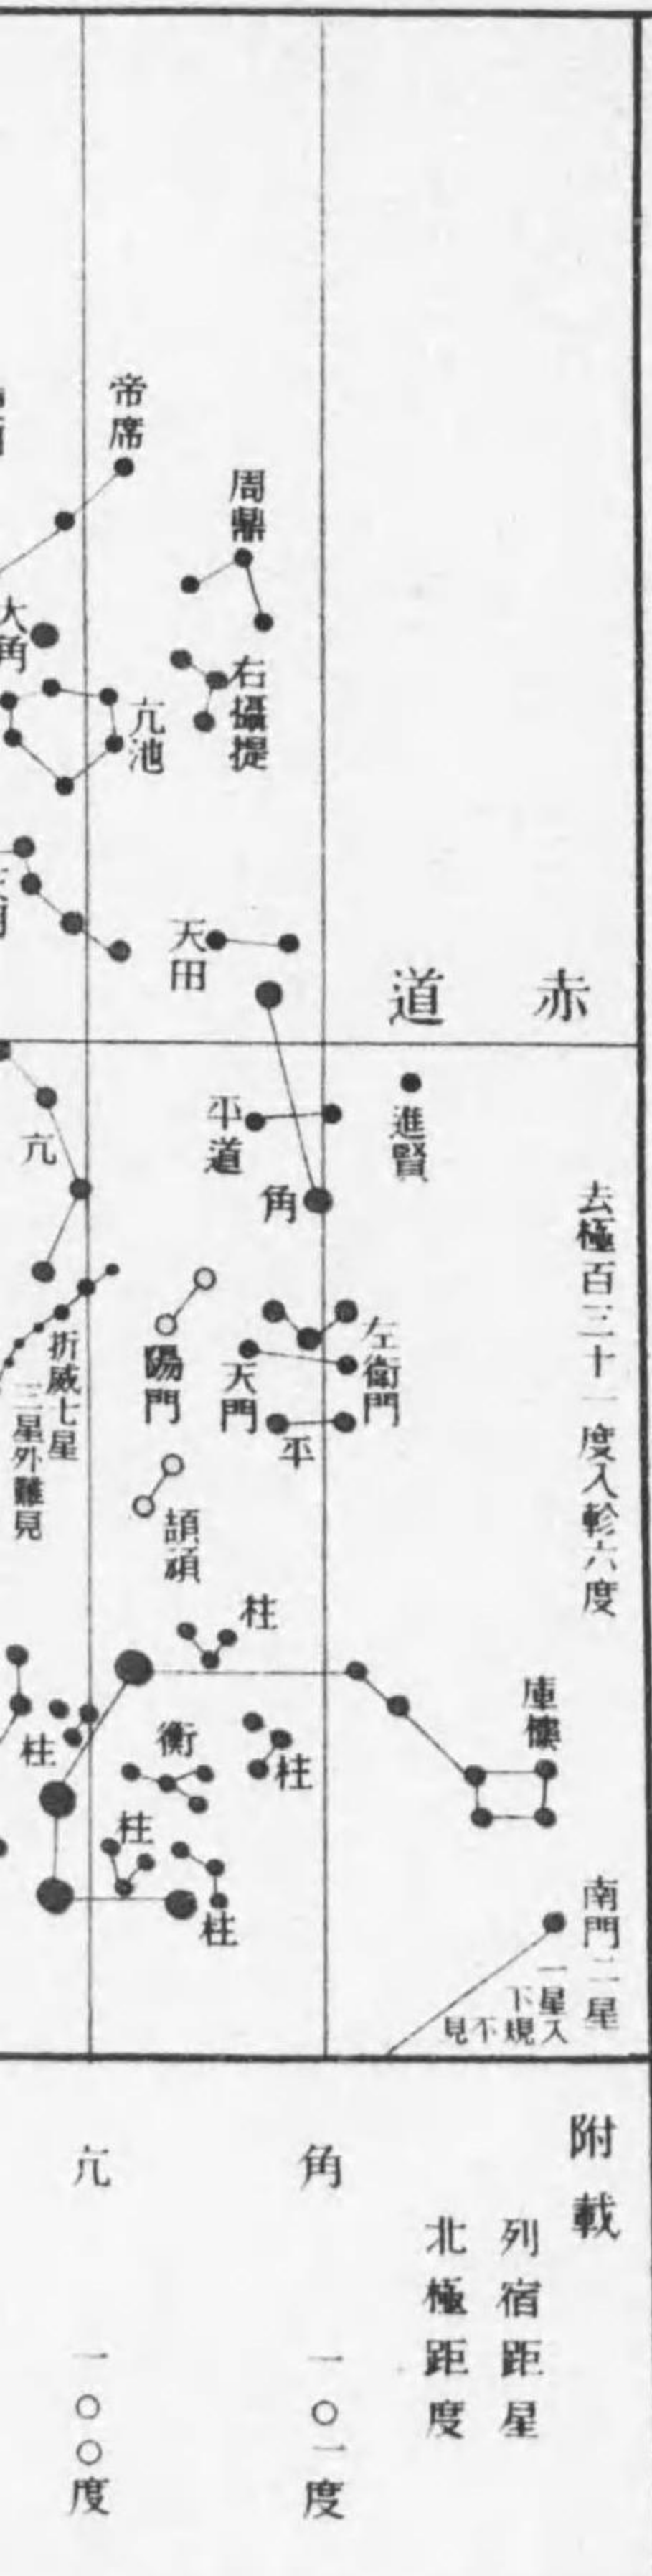 赤道
去極百三十一度入軫六度
庫樓
南門二星
一星入
下規不見
進賢
左衛門
周鼎
右攝提
天田
平道
角
天門
平
柱
柱
帝席
亢池
陽門
頡頏
衡
柱
柱
大角
亢
折威七星
二星外難見
柱
附載
列宿距星
北極距度
角 一〇一度
亢 一〇〇度